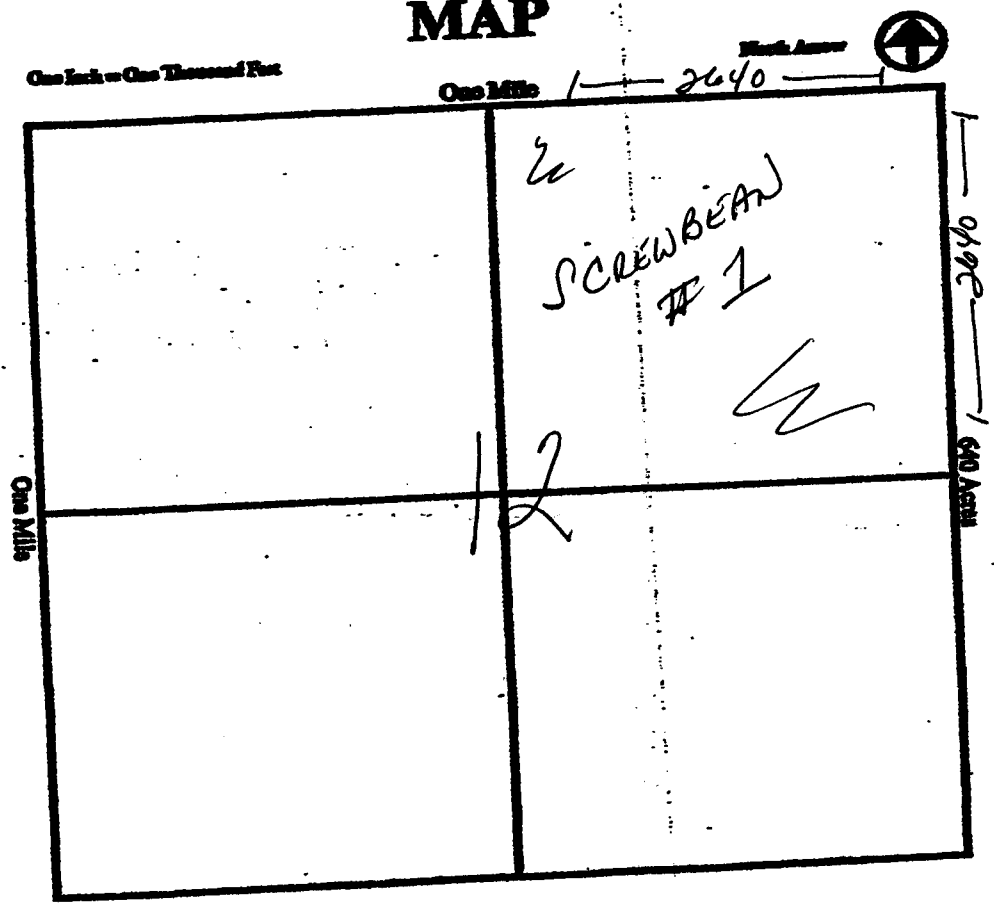 MAP
North Arrow
One Inch = One Thousand Feet
One Mile
2640
SCREWBEAN
# 1
2640
12
640 Acres
One Mile